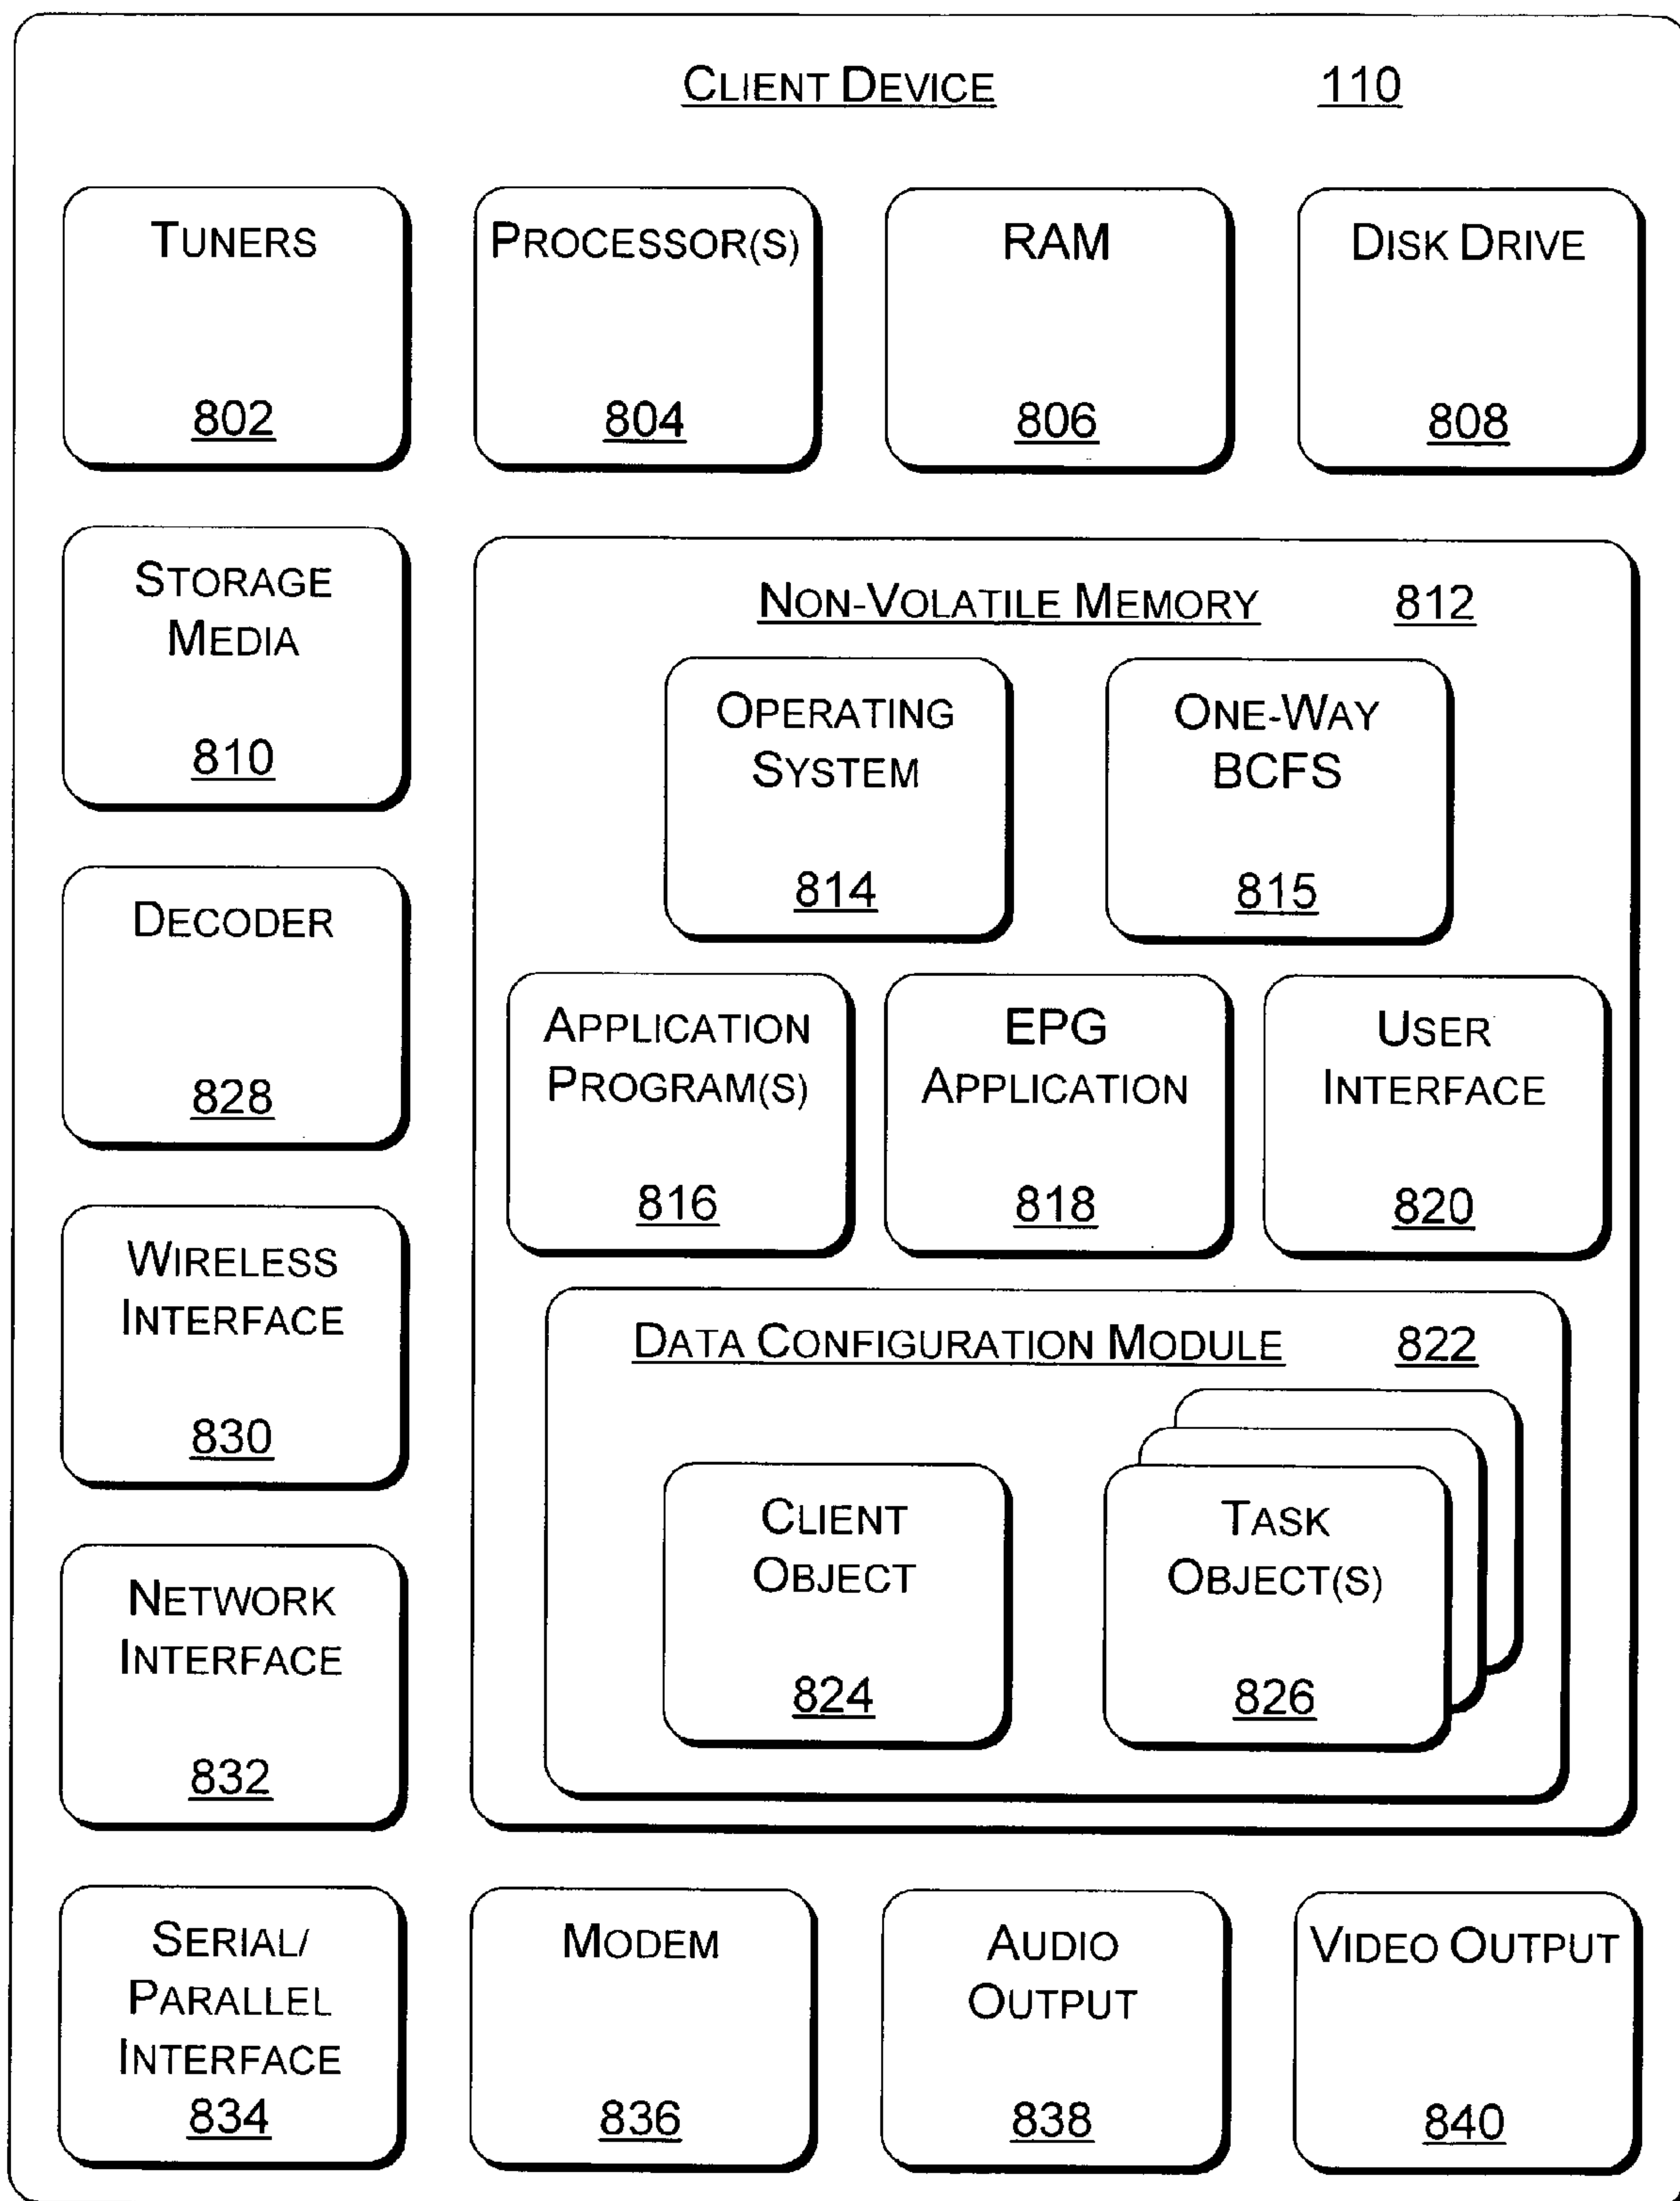 CLIENT DEVICE 110
TUNERS
802
PROCESSOR(S)
804
RAM
806
DISK DRIVE
808
STORAGE
MEDIA
810
NON-VOLATILE MEMORY 812
OPERATING
SYSTEM
814
ONE-WAY
BCFS
815
DECODER
828
APPLICATION
PROGRAM(S)
816
EPG
APPLICATION
818
USER
INTERFACE
820
WIRELESS
INTERFACE
830
DATA CONFIGURATION MODULE 822
CLIENT
OBJECT
824
TASK
OBJECT(S)
826
NETWORK
INTERFACE
832
SERIAL/
PARALLEL
INTERFACE
834
MODEM
836
AUDIO
OUTPUT
838
VIDEO OUTPUT
840